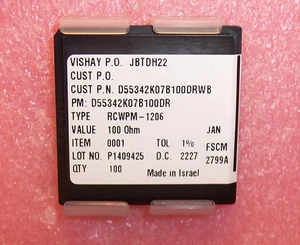 VISHAY P.O. JBTDH22
CUST P.O.
CUST P.N. D55342K07B100DRWB
PM: D55342K07B100DR
TYPE RCWPM-1206
VALUE 100 Ohm JAN
ITEM 0001 TOL 1% FSCM
LOT NO. P1409425 D.C. 2227 2799A
QTY 100 Made in Israel